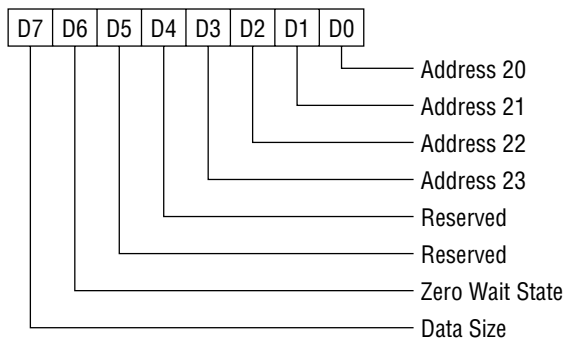 D7 D6 D5 D4 D3 D2 D1 D0
Address 20
Address 21
Address 22
Address 23
Reserved
Reserved
Zero Wait State
Data Size